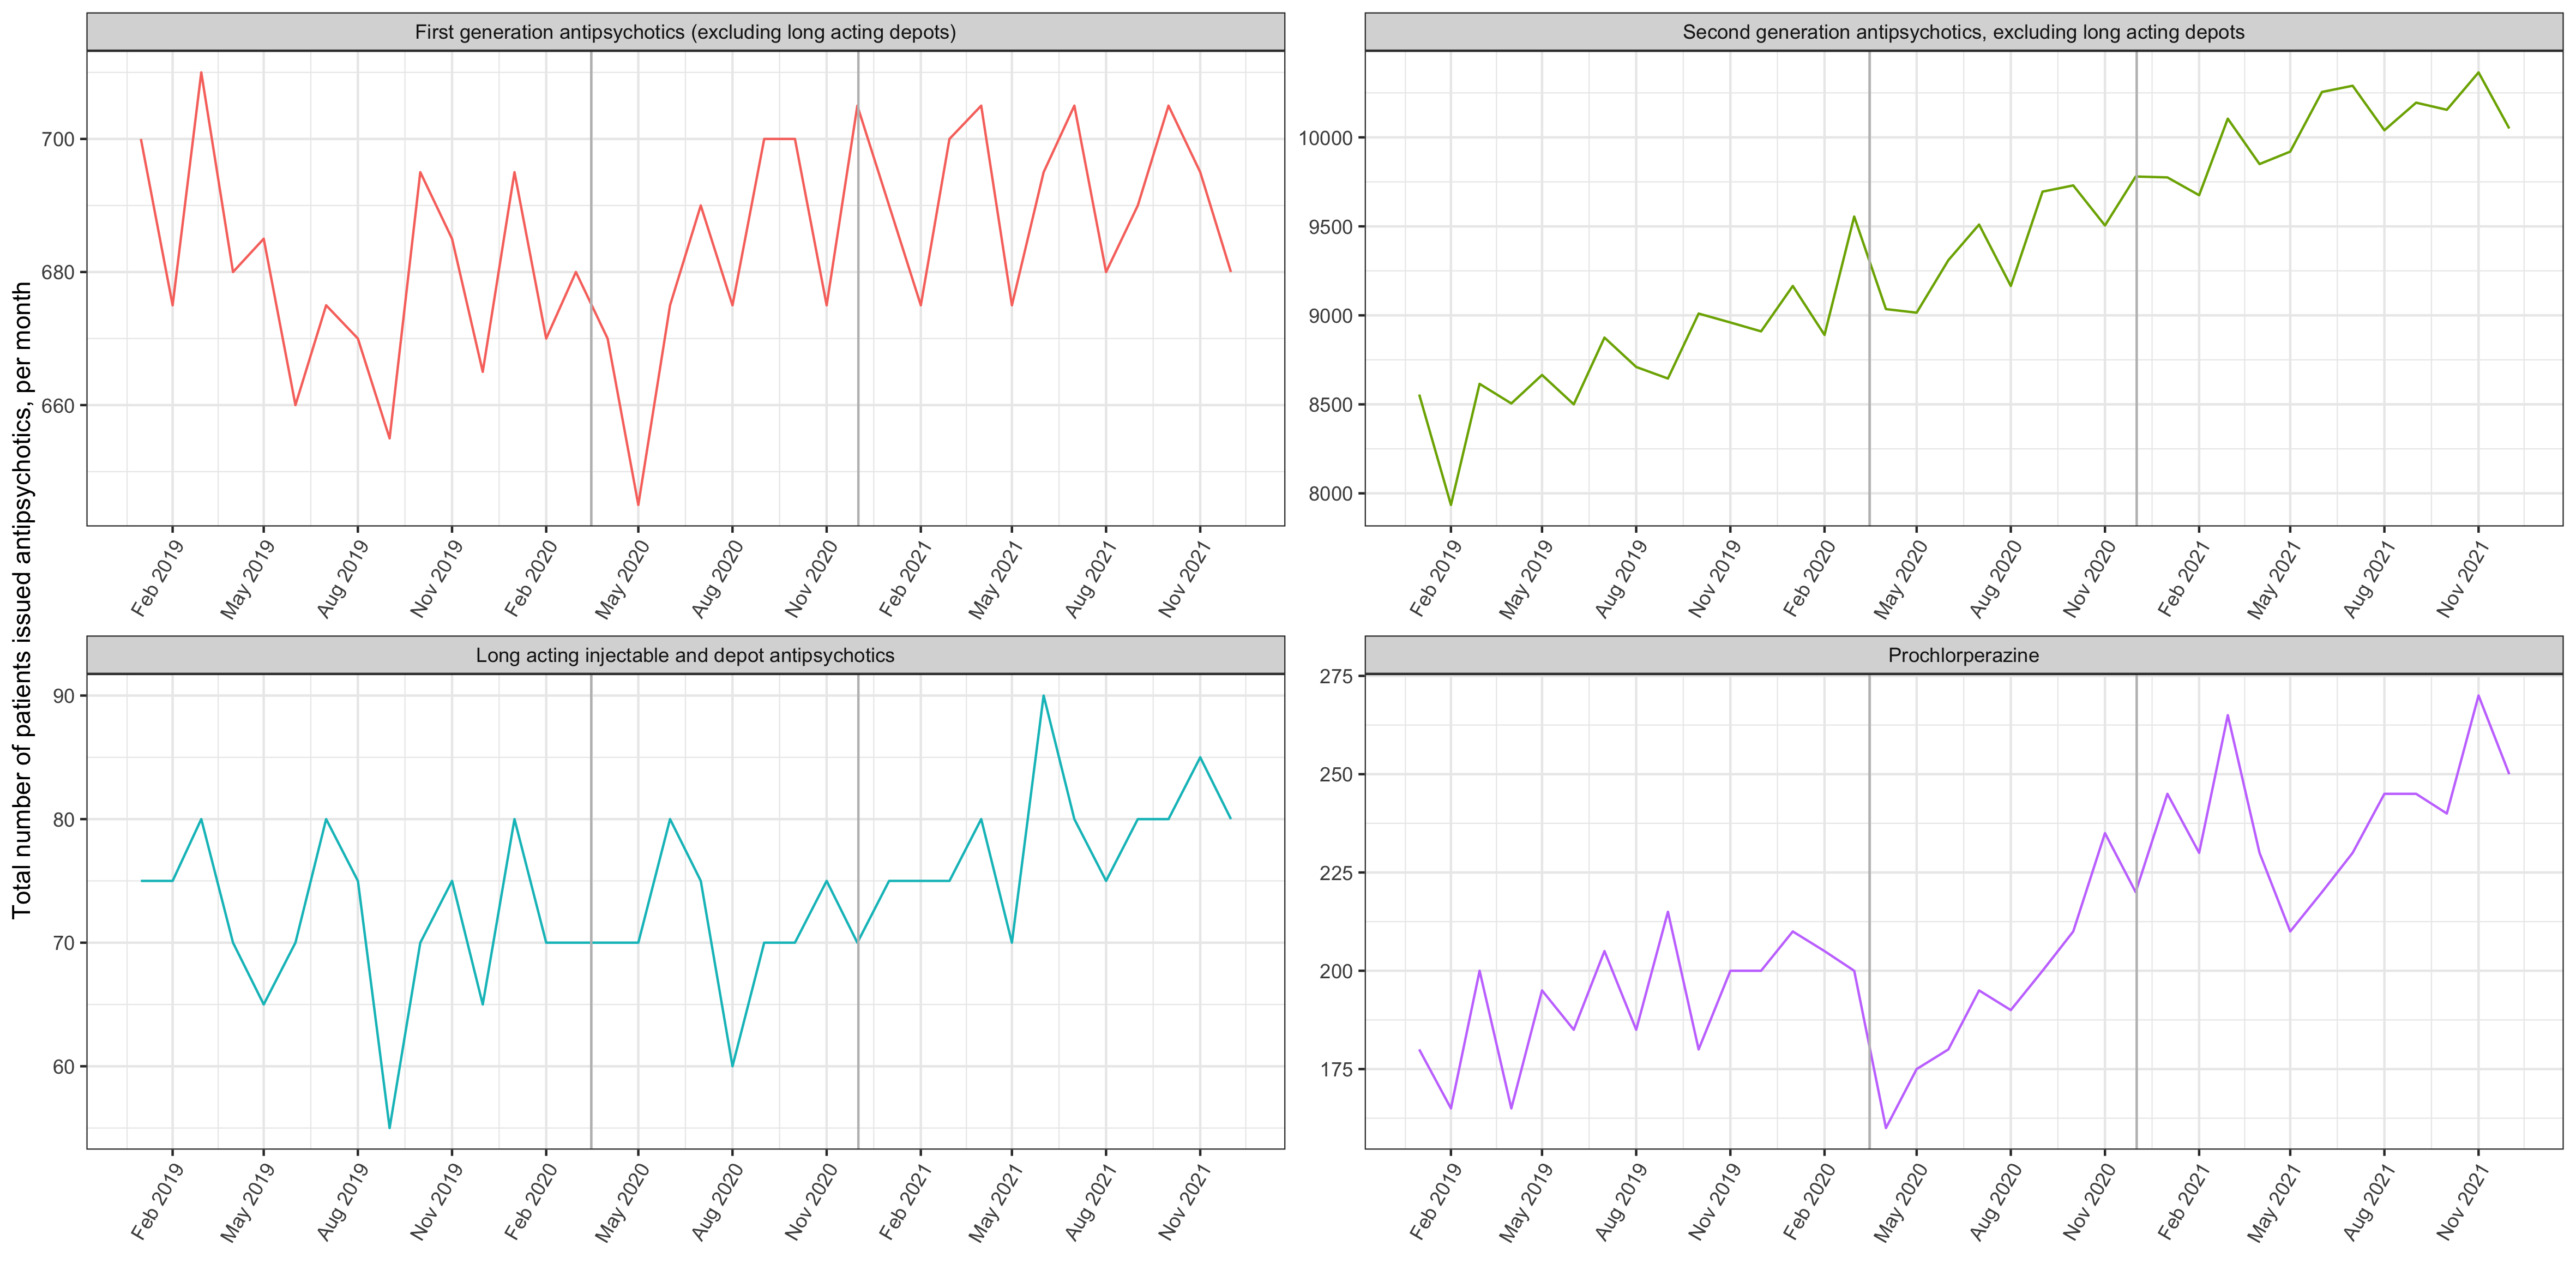 Total number of patients issued antipsychotics, per month
First generation antipsychotics (excluding long acting depots)
700
680
660
Feb 2019
May 2019
Aug 2019
Nov 2019
Feb 2020
May 2020
Aug 2020
Nov 2020
Feb 2021
May 2021
Aug 2021
Nov 2021
Second generation antipsychotics, excluding long acting depots
10000
9500
9000
8500
8000
Feb 2019
May 2019
Aug 2019
Nov 2019
Feb 2020
May 2020
Aug 2020
Nov 2020
Feb 2021
May 2021
Aug 2021
Nov 2021
Long acting injectable and depot antipsychotics
90
80
70
60
Feb 2019
May 2019
Aug 2019
Nov 2019
Feb 2020
May 2020
Aug 2020
Nov 2020
Feb 2021
May 2021
Aug 2021
Nov 2021
Prochlorperazine
275
250
225
200
175
Feb 2019
May 2019
Aug 2019
Nov 2019
Feb 2020
May 2020
Aug 2020
Nov 2020
Feb 2021
May 2021
Aug 2021
Nov 2021